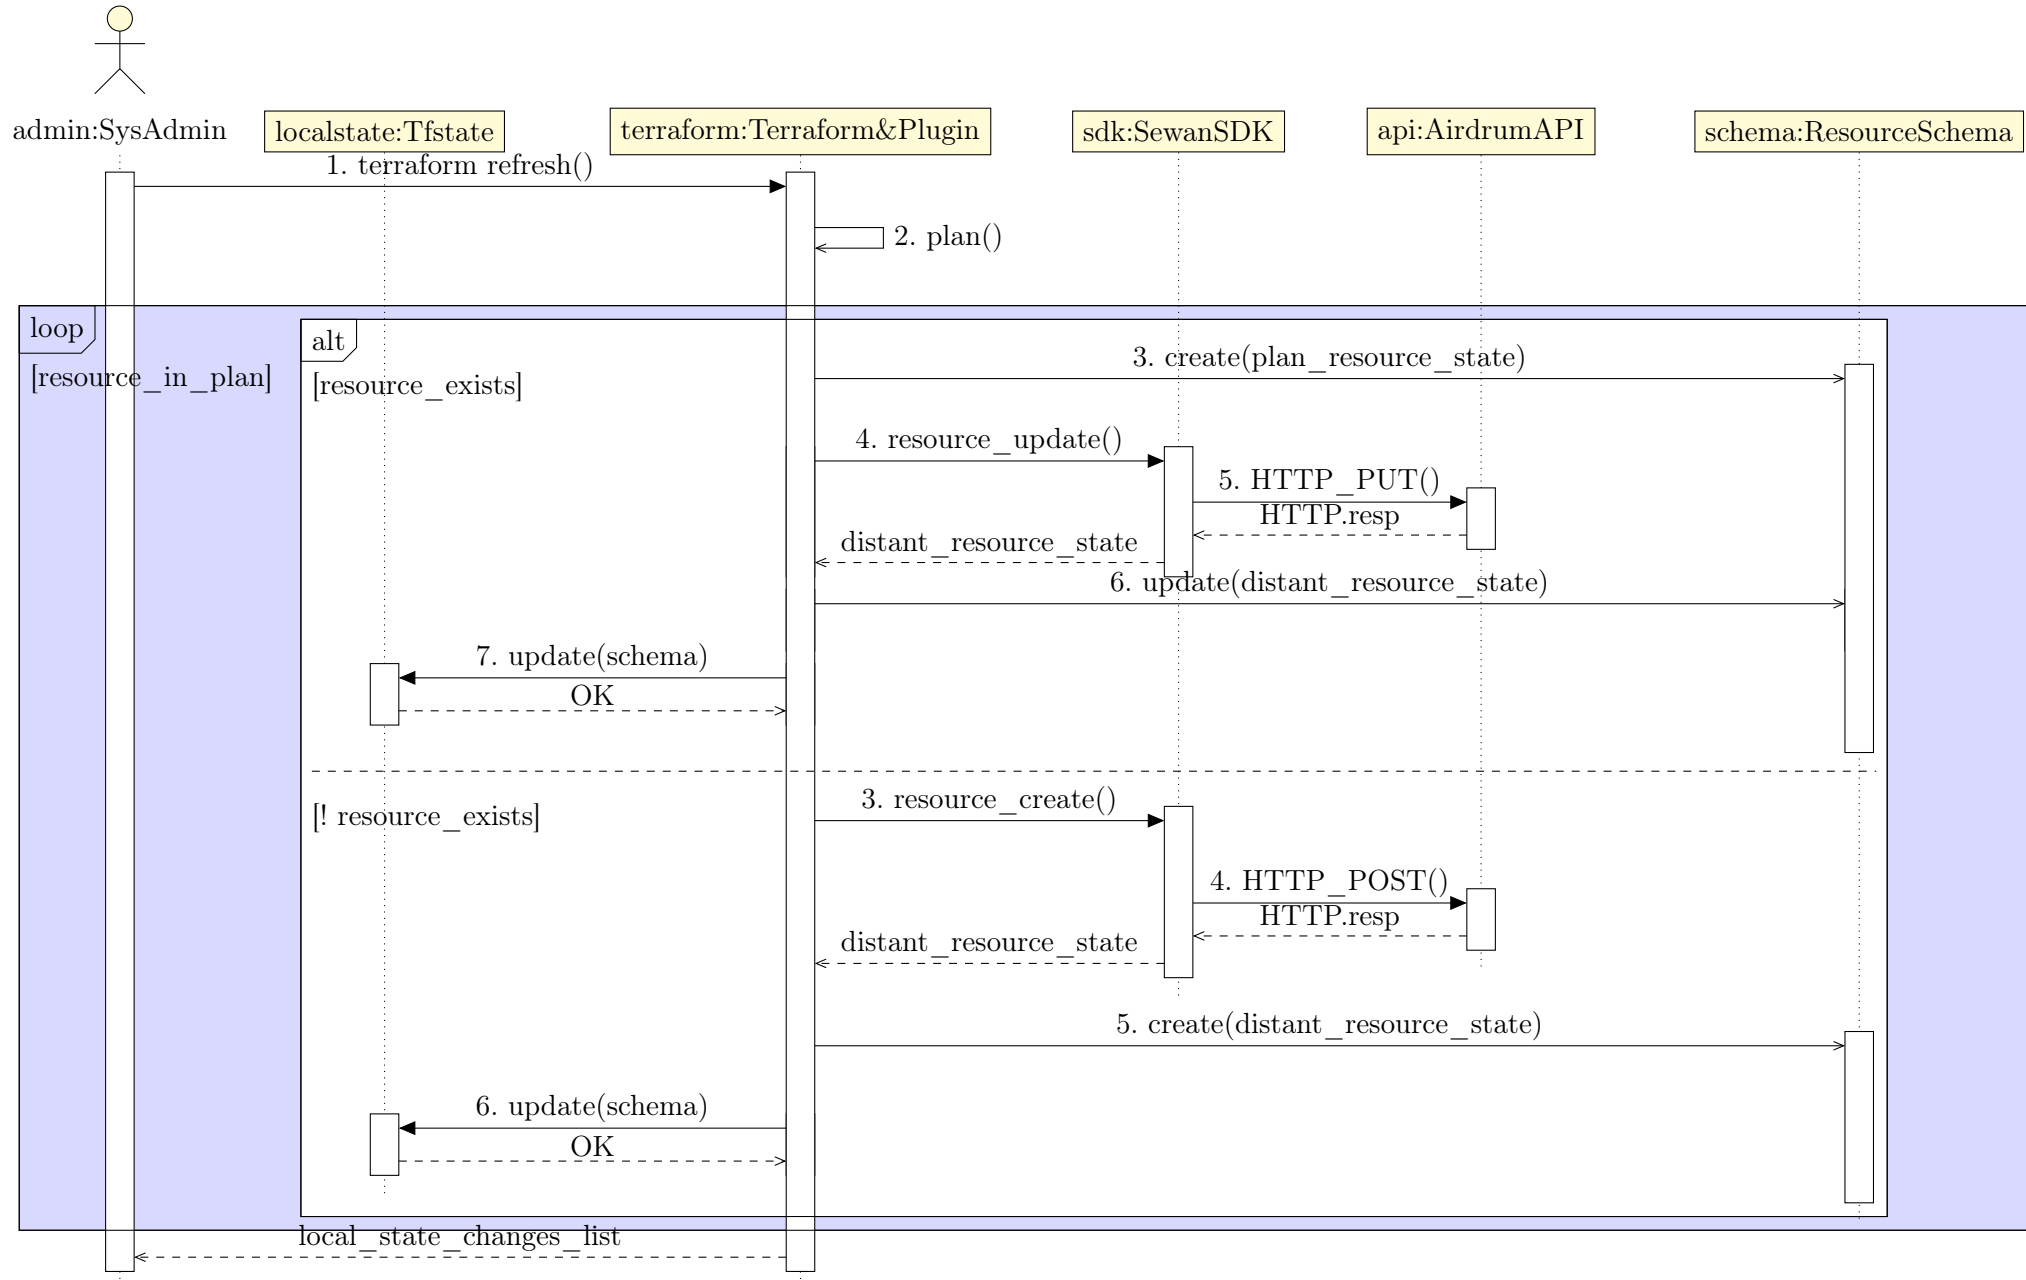 admin:SysAdmin
localstate:Tfstate
terraform:Terraform&Plugin
sdk:SewanSDK
api:AirdrumAPI
schema:ResourceSchema
1. terraform refresh()
2. plan()
loop
[resource_in_plan]
alt
[resource_exists]
3. create(plan_resource_state)
4. resource_update()
5. HTTP_PUT()
HTTP.resp
distant_resource_state
6. update(distant_resource_state)
7. update(schema)
OK
[! resource_exists]
3. resource_create()
4. HTTP_POST()
HTTP.resp
distant_resource_state
5. create(distant_resource_state)
6. update(schema)
OK
local_state_changes_list